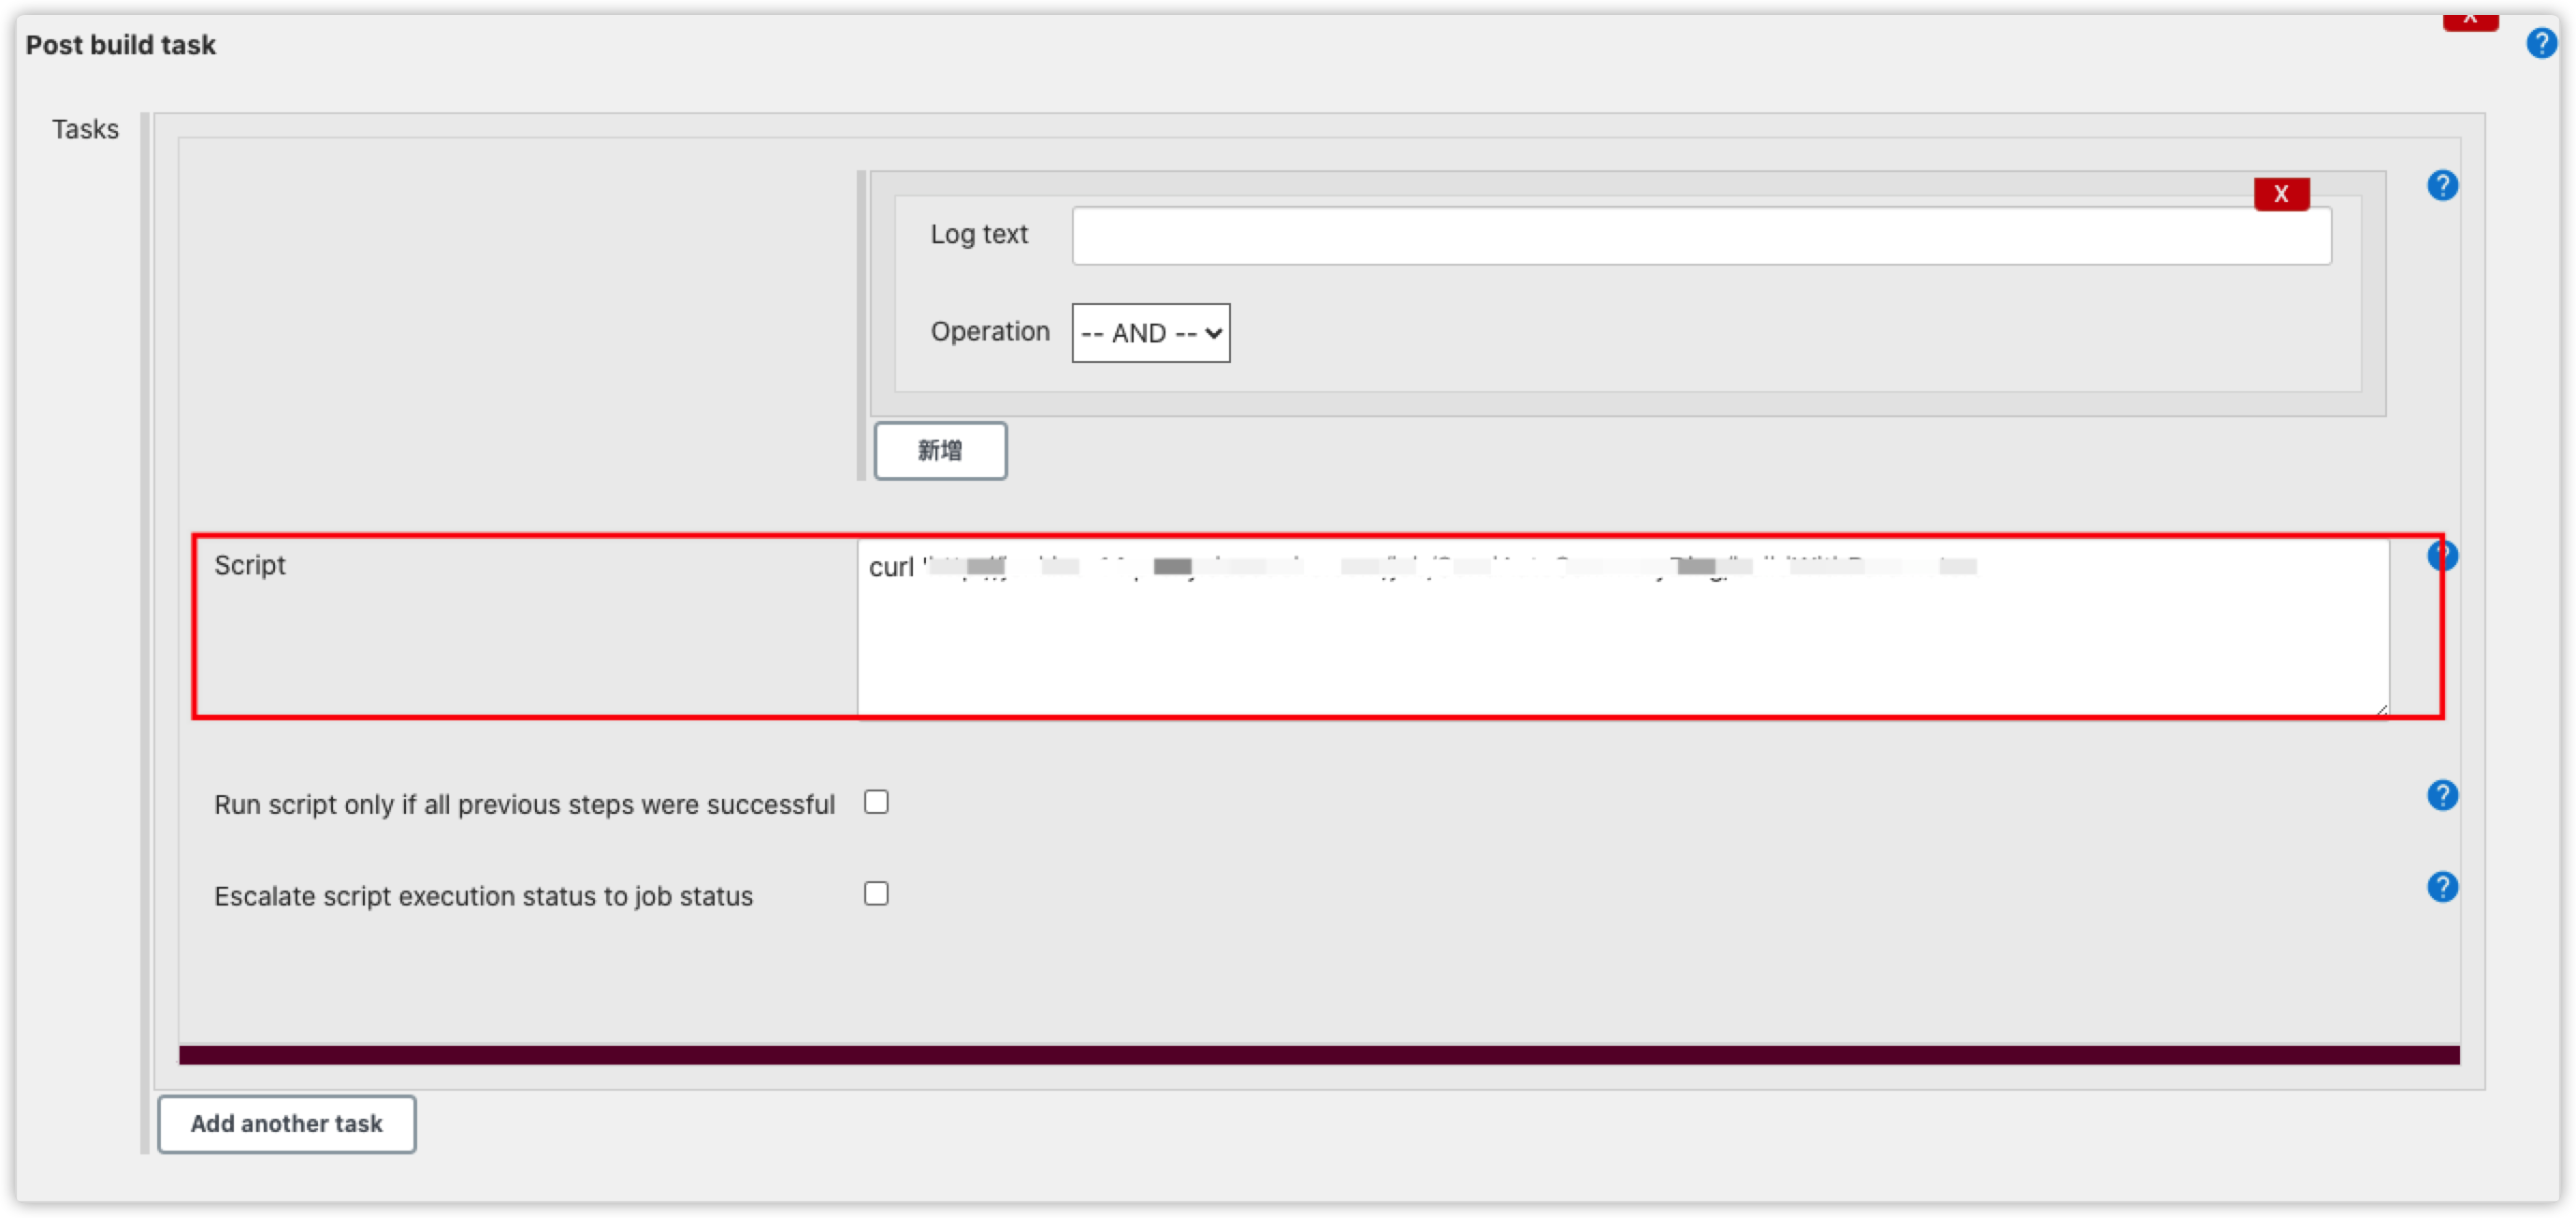 X
Post build task
?
Tasks
X
?
Log text
Operation -- AND --
新增
Script curl '
?
Run script only if all previous steps were successful
?
Escalate script execution status to job status
?
Add another task